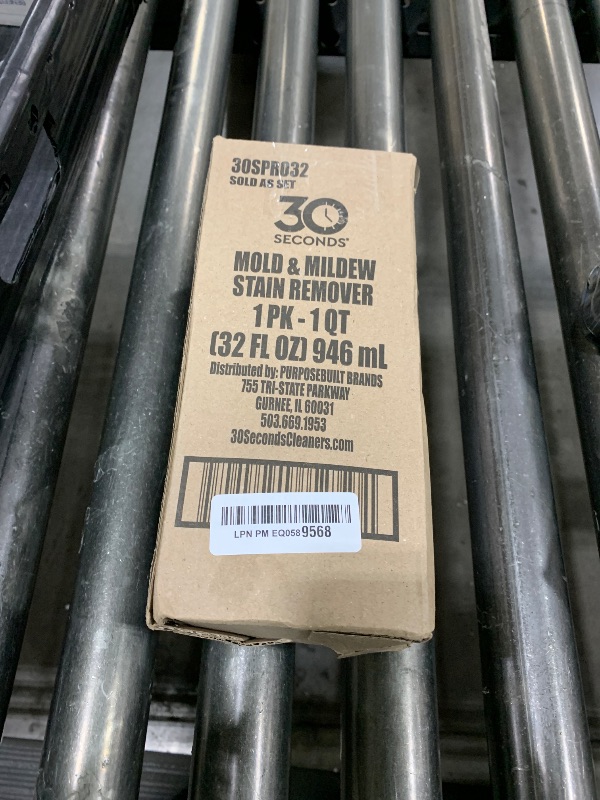 30SPRO32
SOLD AS SET
30
SECONDS®
MOLD & MILDEW
STAIN REMOVER
1 PK - 1 QT
(32 FL OZ) 946 mL
Distributed by: PURPOSEBUILT BRANDS
755 TRI-STATE PARKWAY
GURNEE, IL 60031
503.669.1953
30SecondsCleaners.com
LPN PM EQ0589568